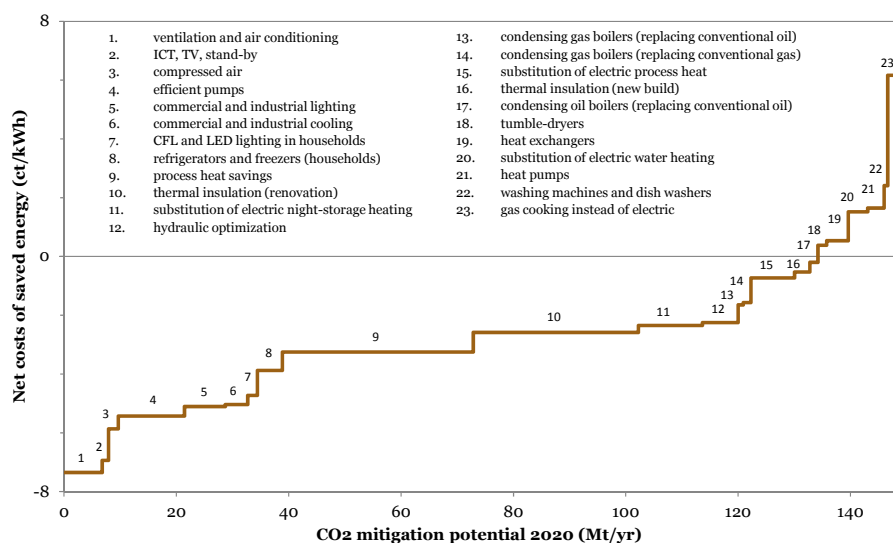 8
1. ventilation and air conditioning
2. ICT, TV, stand-by
3. compressed air
4. efficient pumps
5. commercial and industrial lighting
6. commercial and industrial cooling
7. CFL and LED lighting in households
8. refrigerators and freezers (households)
9. process heat savings
10. thermal insulation (renovation)
11. substitution of electric night-storage heating
12. hydraulic optimization
13. condensing gas boilers (replacing conventional oil)
14. condensing gas boilers (replacing conventional gas)
15. substitution of electric process heat
16. thermal insulation (new build)
17. condensing oil boilers (replacing conventional oil)
18. tumble-dryers
19. heat exchangers
20. substitution of electric water heating
21. heat pumps
22. washing machines and dish washers
23. gas cooking instead of electric
Net costs of saved energy (ct/kWh)
0
-8
1
2
3
4
5
6
7
8
9
10
11
12
13
14
15
16
17
18
19
20
21
22
23
0 20 40 60 80 100 120 140
CO2 mitigation potential 2020 (Mt/yr)